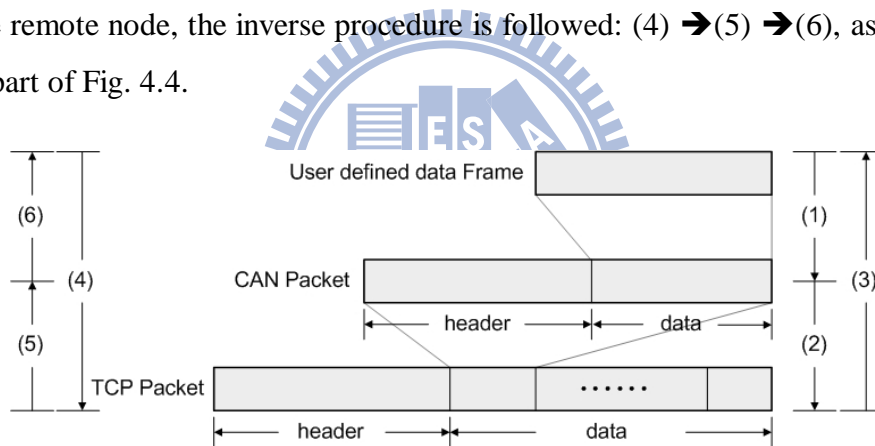 e remote node, the inverse procedure is followed: (4) ➔(5) ➔(6), as
part of Fig. 4.4.
E S A
User defined data Frame
(6) (1)
(4) CAN Packet (3)
header data
(5) (2)
TCP Packet ······
header data